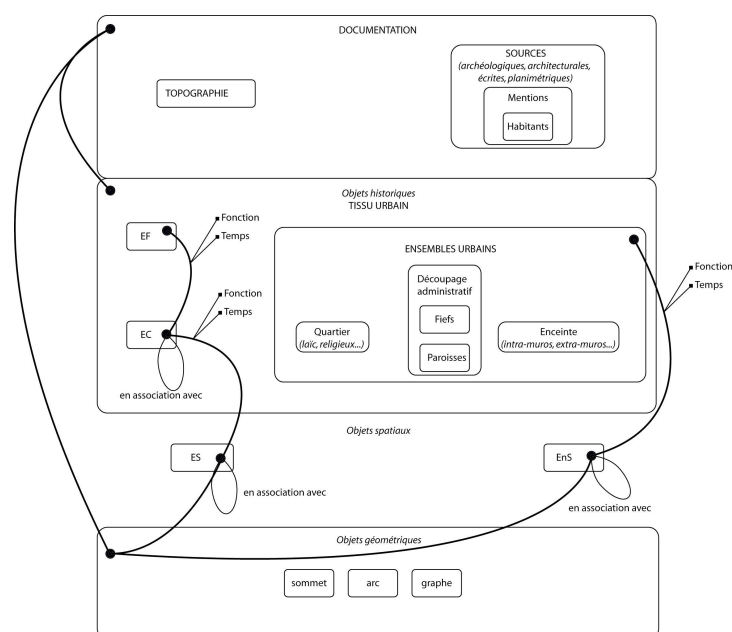 DOCUMENTATION
SOURCES
(archéologiques, architecturales,
écrites, planimétriques)
TOPOGRAPHIE
Mentions
Habitants
Objets historiques
TISSU URBAIN
Fonction
EF
Temps
ENSEMBLES URBAINS
Fonction
Temps
Découpage
administratif
Fonction
Temps
Fiefs
EC
Quartier
(laïc, religieux...)
Enceinte
(intra-muros, extra-muros...)
Paroisses
en association avec
Objets spatiaux
ES
EnS
en association avec
en association avec
Objets géométriques
sommet
arc
graphe